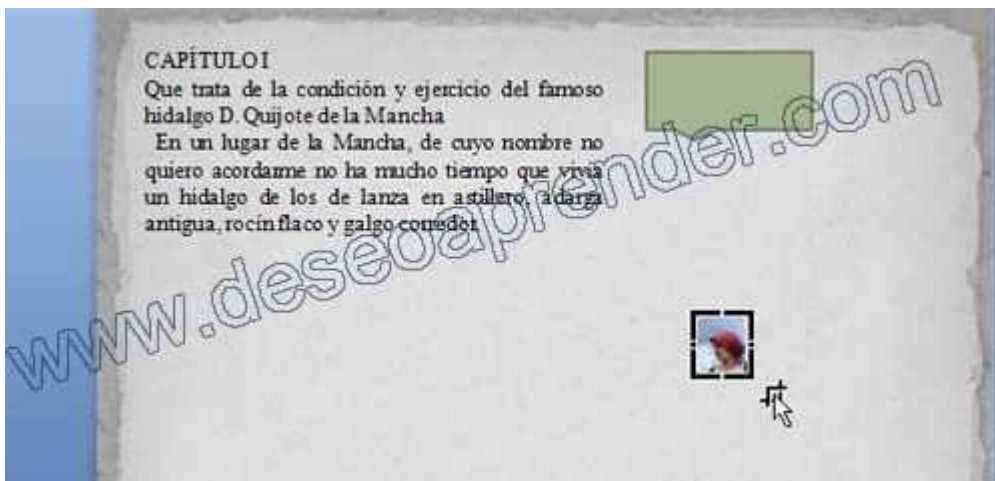 CAPÍTULO I
Que trata de la condición y ejercicio del famoso
hidalgo D. Quijote de la Mancha
En un lugar de la Mancha, de cuyo nombre no
quiero acordarme no ha mucho tiempo que vivía
un hidalgo de los de lanza en astillero, adarga
antigua, rocín flaco y galgo corredor
www.deseoaprender.com